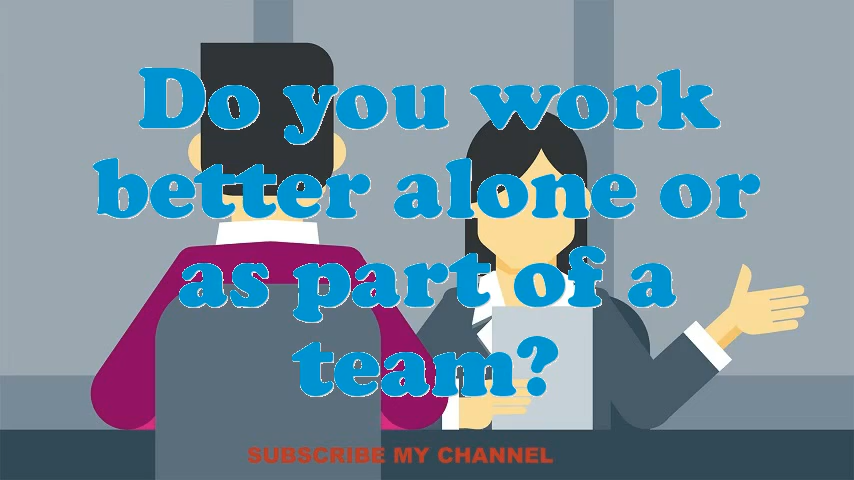 Do you work
better alone or
as part of a
team?
SUBSCRIBE MY CHANNEL